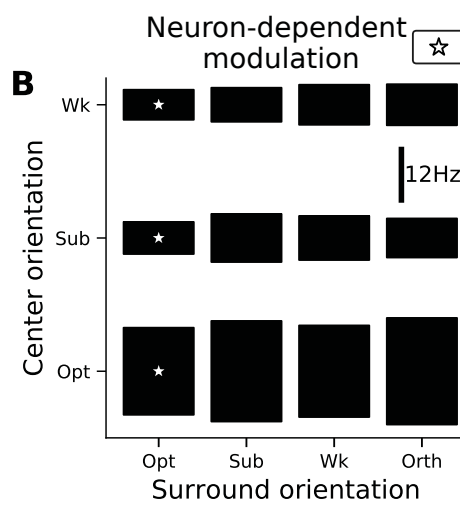 Neuron-dependent
modulation
B
Wk
12Hz
Sub
Opt
Center orientation
Opt Sub Wk Orth
Surround orientation